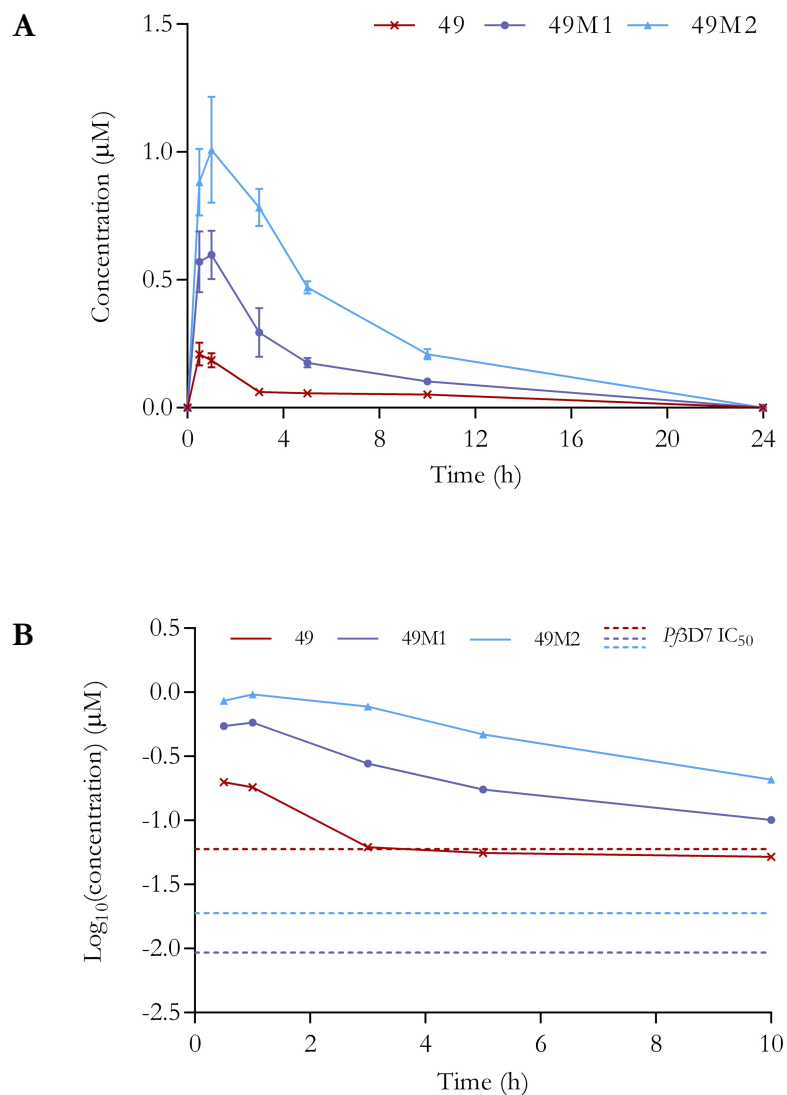 A
49 49M1 49M2
1.5
1.0
0.5
0.0
Concentration (µM)
0 4 8 12 16 20 24
Time (h)
B
49 49M1 49M2 Pf3D7 IC50
0.5
0.0
-0.5
-1.0
-1.5
-2.0
-2.5
Log10(concentration) (µM)
0 2 4 6 8 10
Time (h)